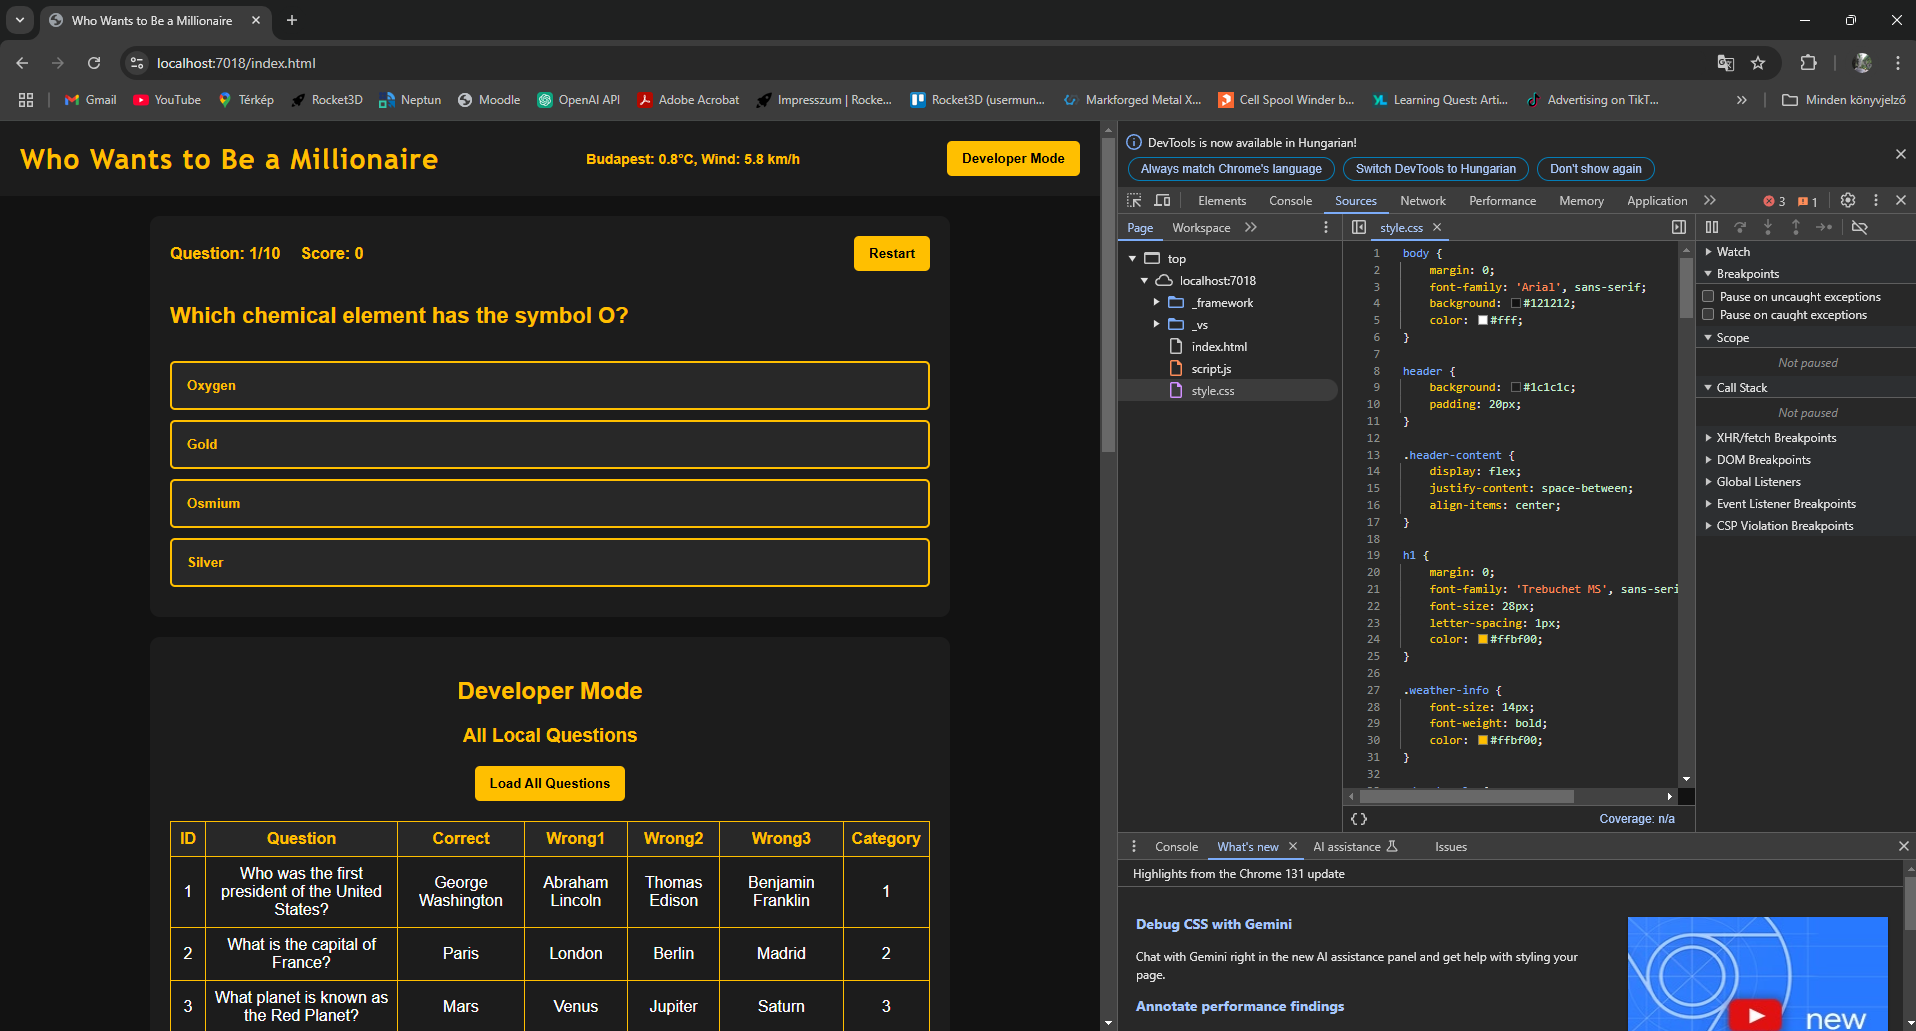 Who Wants to Be a Millionaire
localhost:7018/index.html
Gmail
YouTube
Térkép
Rocket3D
Neptun
Moodle
OpenAI API
Adobe Acrobat
Impresszum | Rocke...
Rocket3D (usermun...
Markforged Metal X...
Cell Spool Winder b...
Learning Quest: Arti...
Advertising on TikT...
Minden könyvjelző
Who Wants to Be a Millionaire
Budapest: 0.8°C, Wind: 5.8 km/h
Developer Mode
Question: 1/10 Score: 0
Restart
Which chemical element has the symbol O?
Oxygen
Gold
Osmium
Silver
Developer Mode
All Local Questions
Load All Questions
ID Question Correct Wrong1 Wrong2 Wrong3 Category
1 Who was the first president of the United States? George Washington Abraham Lincoln Thomas Edison Benjamin Franklin 1
2 What is the capital of France? Paris London Berlin Madrid 2
3 What planet is known as the Red Planet? Mars Venus Jupiter Saturn 3
DevTools is now available in Hungarian!
Always match Chrome's language
Switch DevTools to Hungarian
Don't show again
Elements Console Sources Network Performance Memory Application 3 1
Page Workspace
style.css
top
localhost:7018
_framework
_vs
index.html
script.js
style.css
1 body {
2 margin: 0;
3 font-family: 'Arial', sans-serif;
4 background: #121212;
5 color: #fff;
6 }
7
8 header {
9 background: #1c1c1c;
10 padding: 20px;
11 }
12
13 .header-content {
14 display: flex;
15 justify-content: space-between;
16 align-items: center;
17 }
18
19 h1 {
20 margin: 0;
21 font-family: 'Trebuchet MS', sans-seri
22 font-size: 28px;
23 letter-spacing: 1px;
24 color: #ffbf00;
25 }
26
27 .weather-info {
28 font-size: 14px;
29 font-weight: bold;
30 color: #ffbf00;
31 }
32
{} Coverage: n/a
Watch
Breakpoints
Pause on uncaught exceptions
Pause on caught exceptions
Scope
Not paused
Call Stack
Not paused
XHR/fetch Breakpoints
DOM Breakpoints
Global Listeners
Event Listener Breakpoints
CSP Violation Breakpoints
Console What's new AI assistance Issues
Highlights from the Chrome 131 update
Debug CSS with Gemini
Chat with Gemini right in the new AI assistance panel and get help with styling your
page.
Annotate performance findings
new